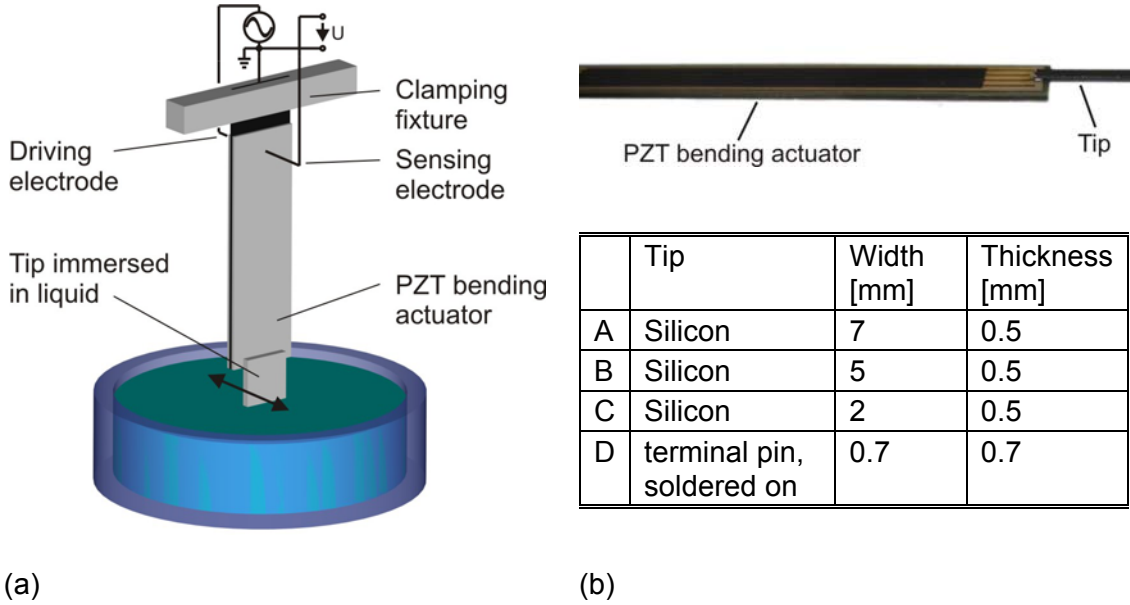 U
Clamping
fixture
Driving
electrode
Sensing
electrode
Tip immersed
in liquid
PZT bending
actuator
(a)
PZT bending actuator
Tip
Tip Width Thickness
[mm] [mm]
A Silicon 7 0.5
B Silicon 5 0.5
C Silicon 2 0.5
D terminal pin, 0.7 0.7
soldered on
(b)